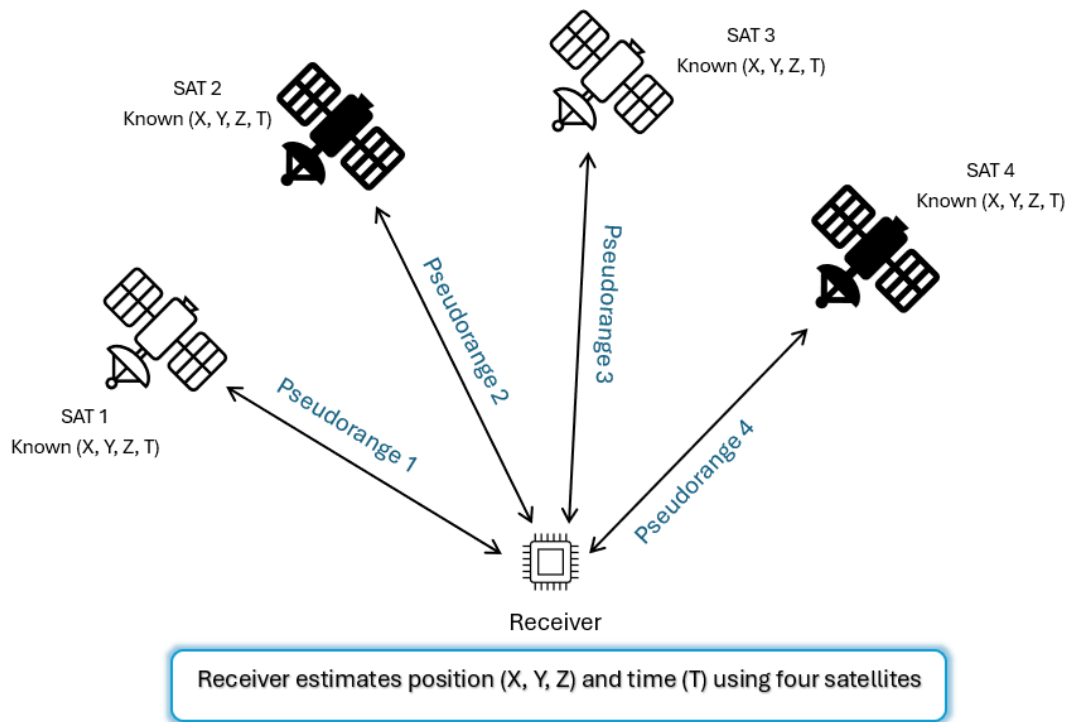 SAT 3
Known (X, Y, Z, T)
SAT 2
Known (X, Y, Z, T)
SAT 4
Known (X, Y, Z, T)
SAT 1
Known (X, Y, Z, T)
Pseudorange 1
Pseudorange 2
Pseudorange 3
Pseudorange 4
Receiver
Receiver estimates position (X, Y, Z) and time (T) using four satellites